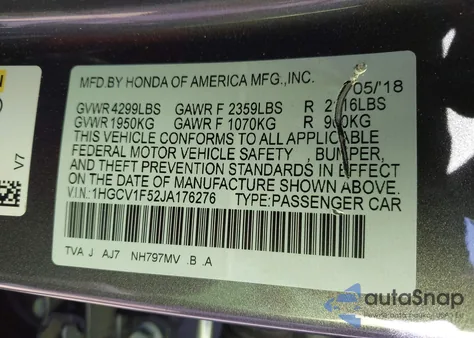 MFD.BY HONDA OF AMERICA MFG.,INC. 05/'18
GVWR 4299LBS GAWR F 2359LBS R 2116LBS
GVWR 1950KG GAWR F 1070KG R 960KG
THIS VEHICLE CONFORMS TO ALL APPLICABLE
FEDERAL MOTOR VEHICLE SAFETY , BUMPER,
AND THEFT PREVENTION STANDARDS IN EFFECT
ON THE DATE OF MANUFACTURE SHOWN ABOVE.
V.I.N.:1HGCV1F52JA176276 TYPE:PASSENGER CAR
TVA J AJ7 NH797MV .B .A
V7
autoSnap